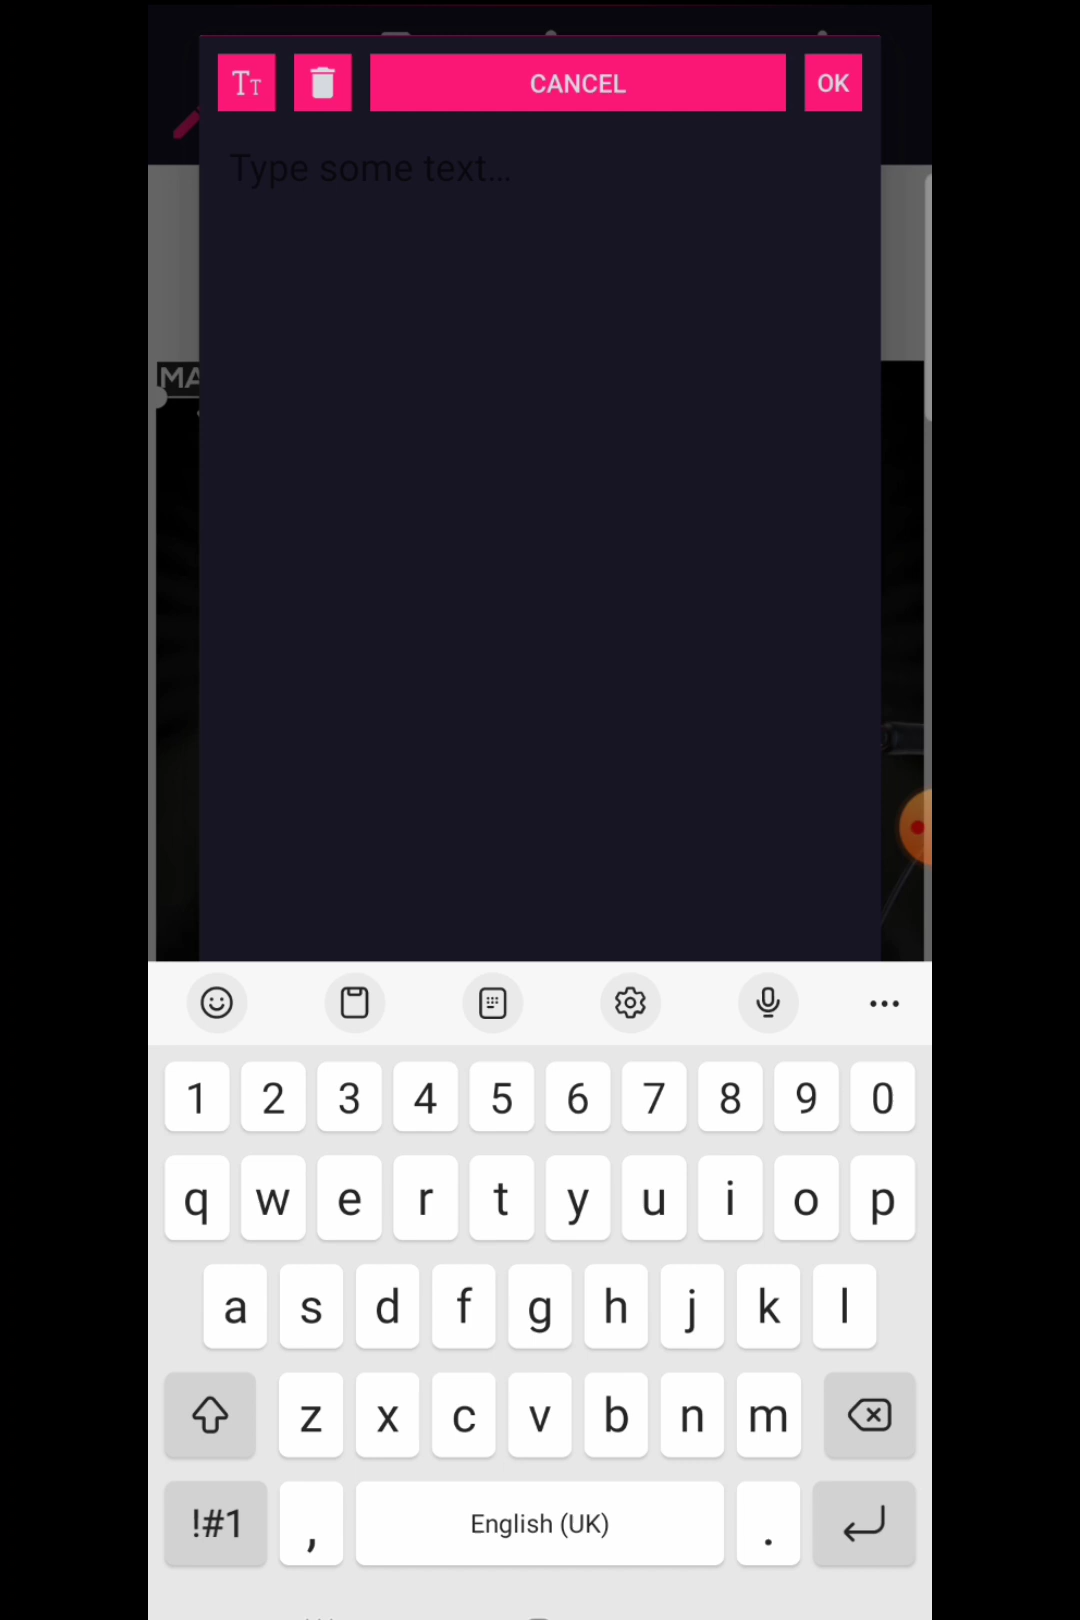 TT
CANCEL
OK
Type some text...
MA
1 2 3 4 5 6 7 8 9 0
q w e r t y u i o p
a s d f g h j k l
z x c v b n m
!#1 , English (UK) .